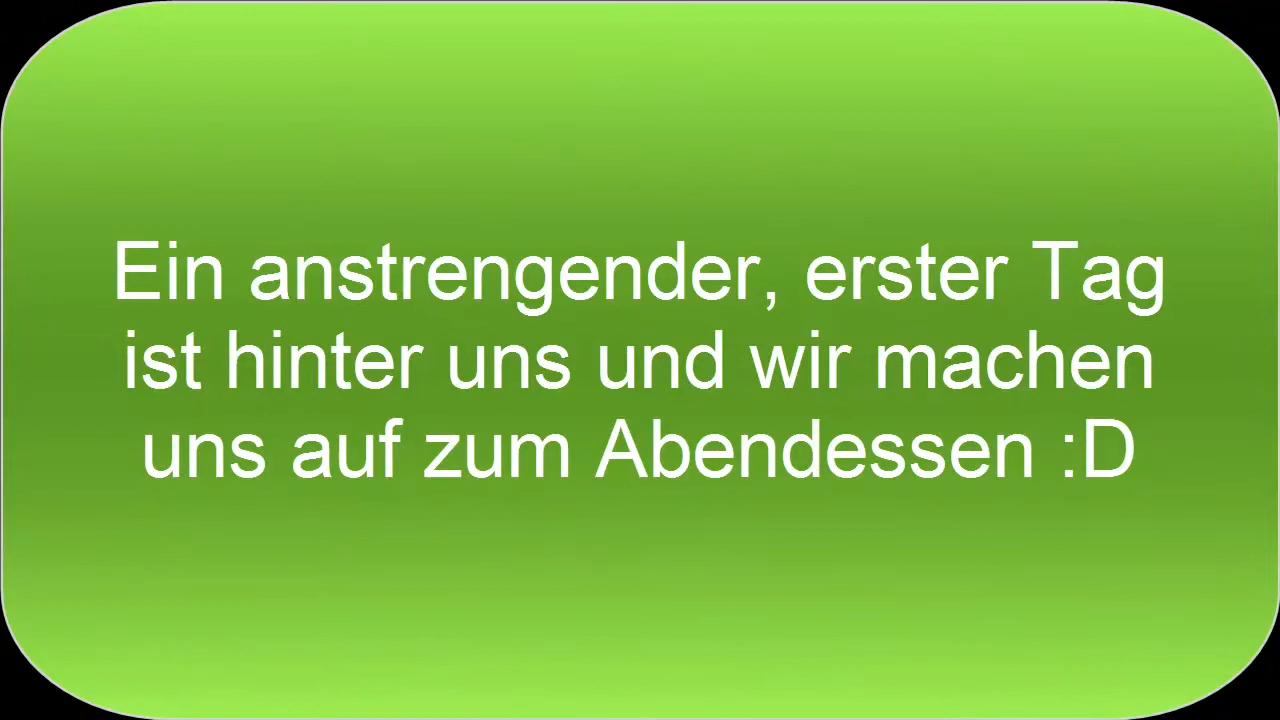 Ein anstrengender, erster Tag
ist hinter uns und wir machen
uns auf zum Abendessen :D